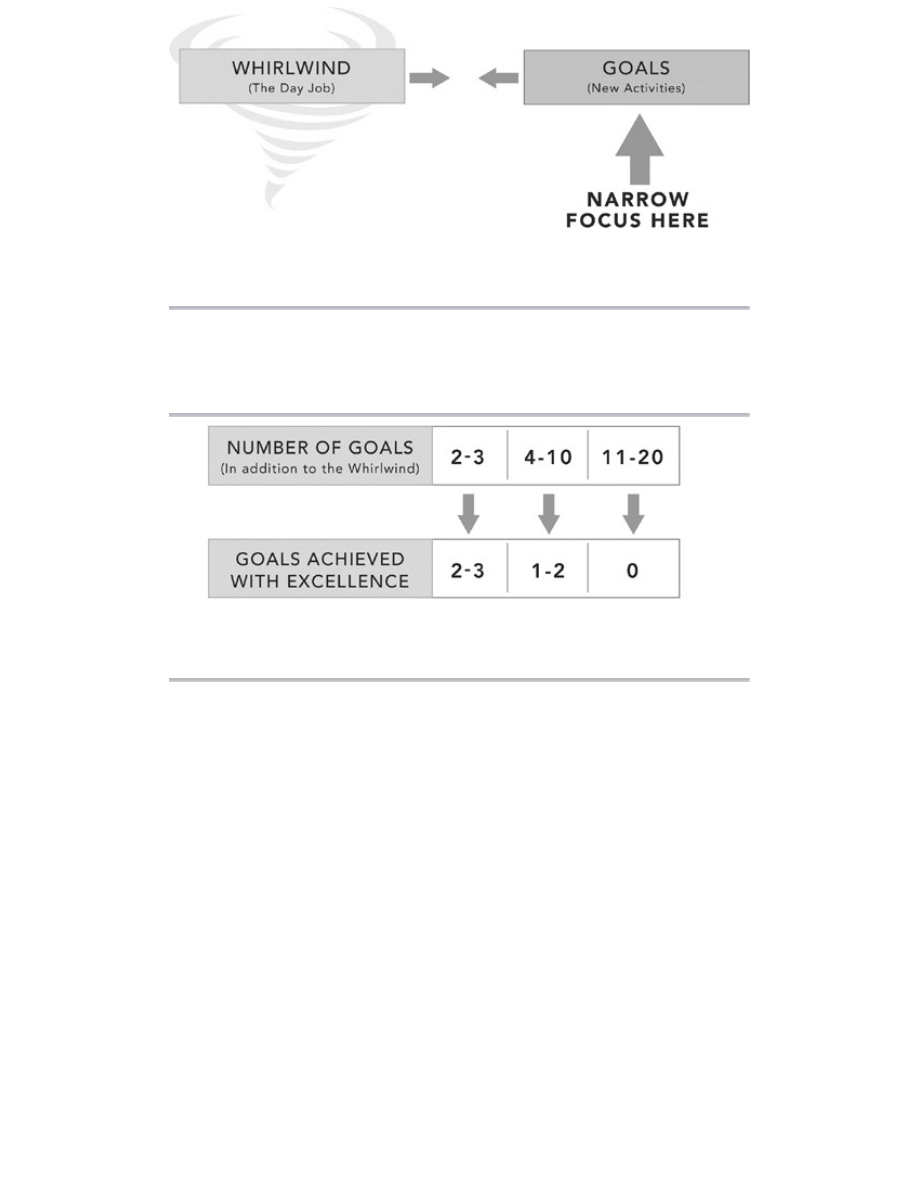 WHIRLWIND
(The Day Job)
GOALS
(New Activities)
NARROW
FOCUS HERE
NUMBER OF GOALS
(In addition to the Whirlwind)
2-3
4-10
11-20
GOALS ACHIEVED
WITH EXCELLENCE
2-3
1-2
0